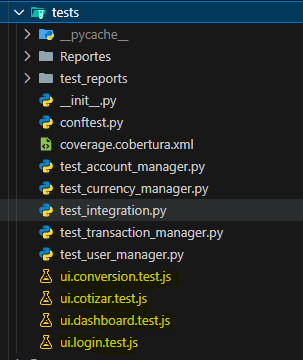 tests
__pycache__
Reportes
test_reports
__init__.py
conftest.py
coverage.cobertura.xml
test_account_manager.py
test_currency_manager.py
test_integration.py
test_transaction_manager.py
test_user_manager.py
ui.conversion.test.js
ui.cotizar.test.js
ui.dashboard.test.js
ui.login.test.js